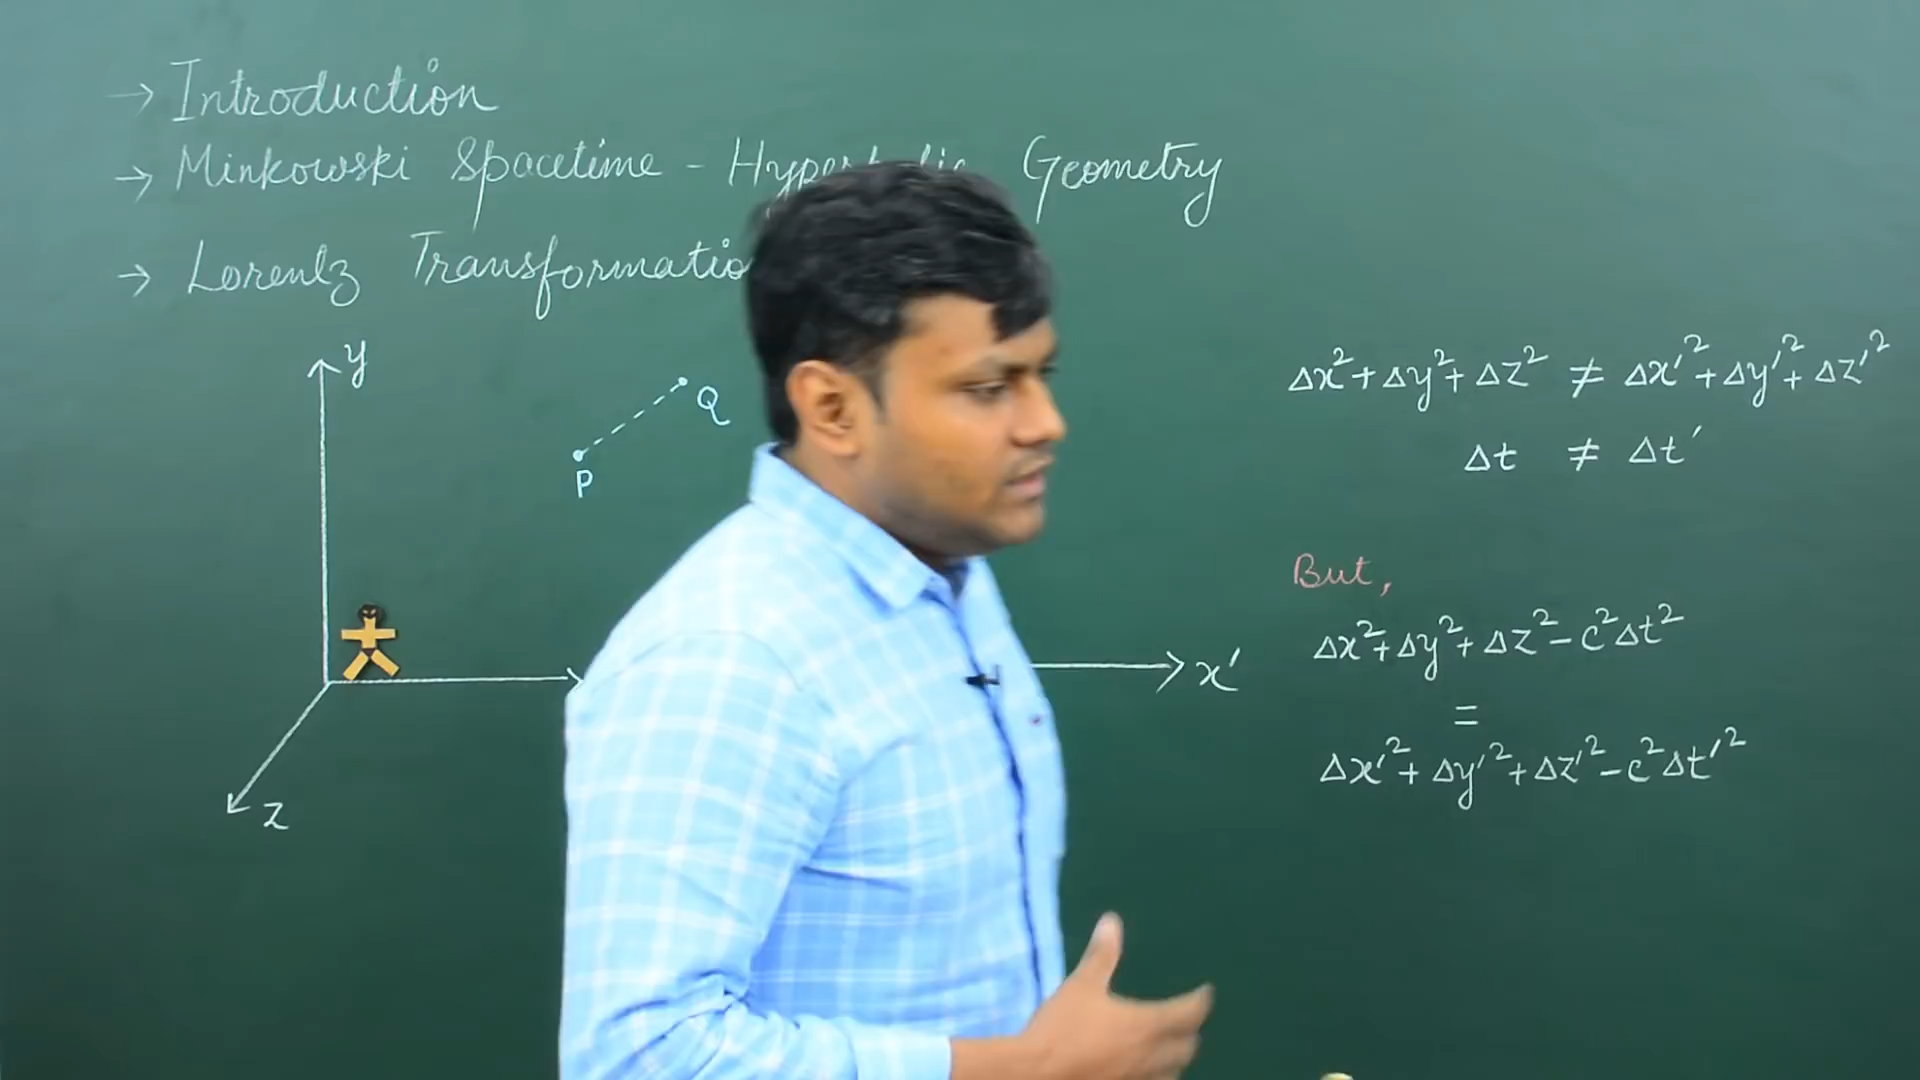 → Introduction
→ Minkowski Spacetime - Geometry
→ Lorentz
y
Q
P
x'
z
Δx²+Δy²+Δz² ≠ Δx'²+Δy'²+Δz'²
Δt ≠ Δt'
But,
Δx²+Δy²+Δz²-c²Δt²
=
Δx'²+Δy'²+Δz'²-c²Δt'²